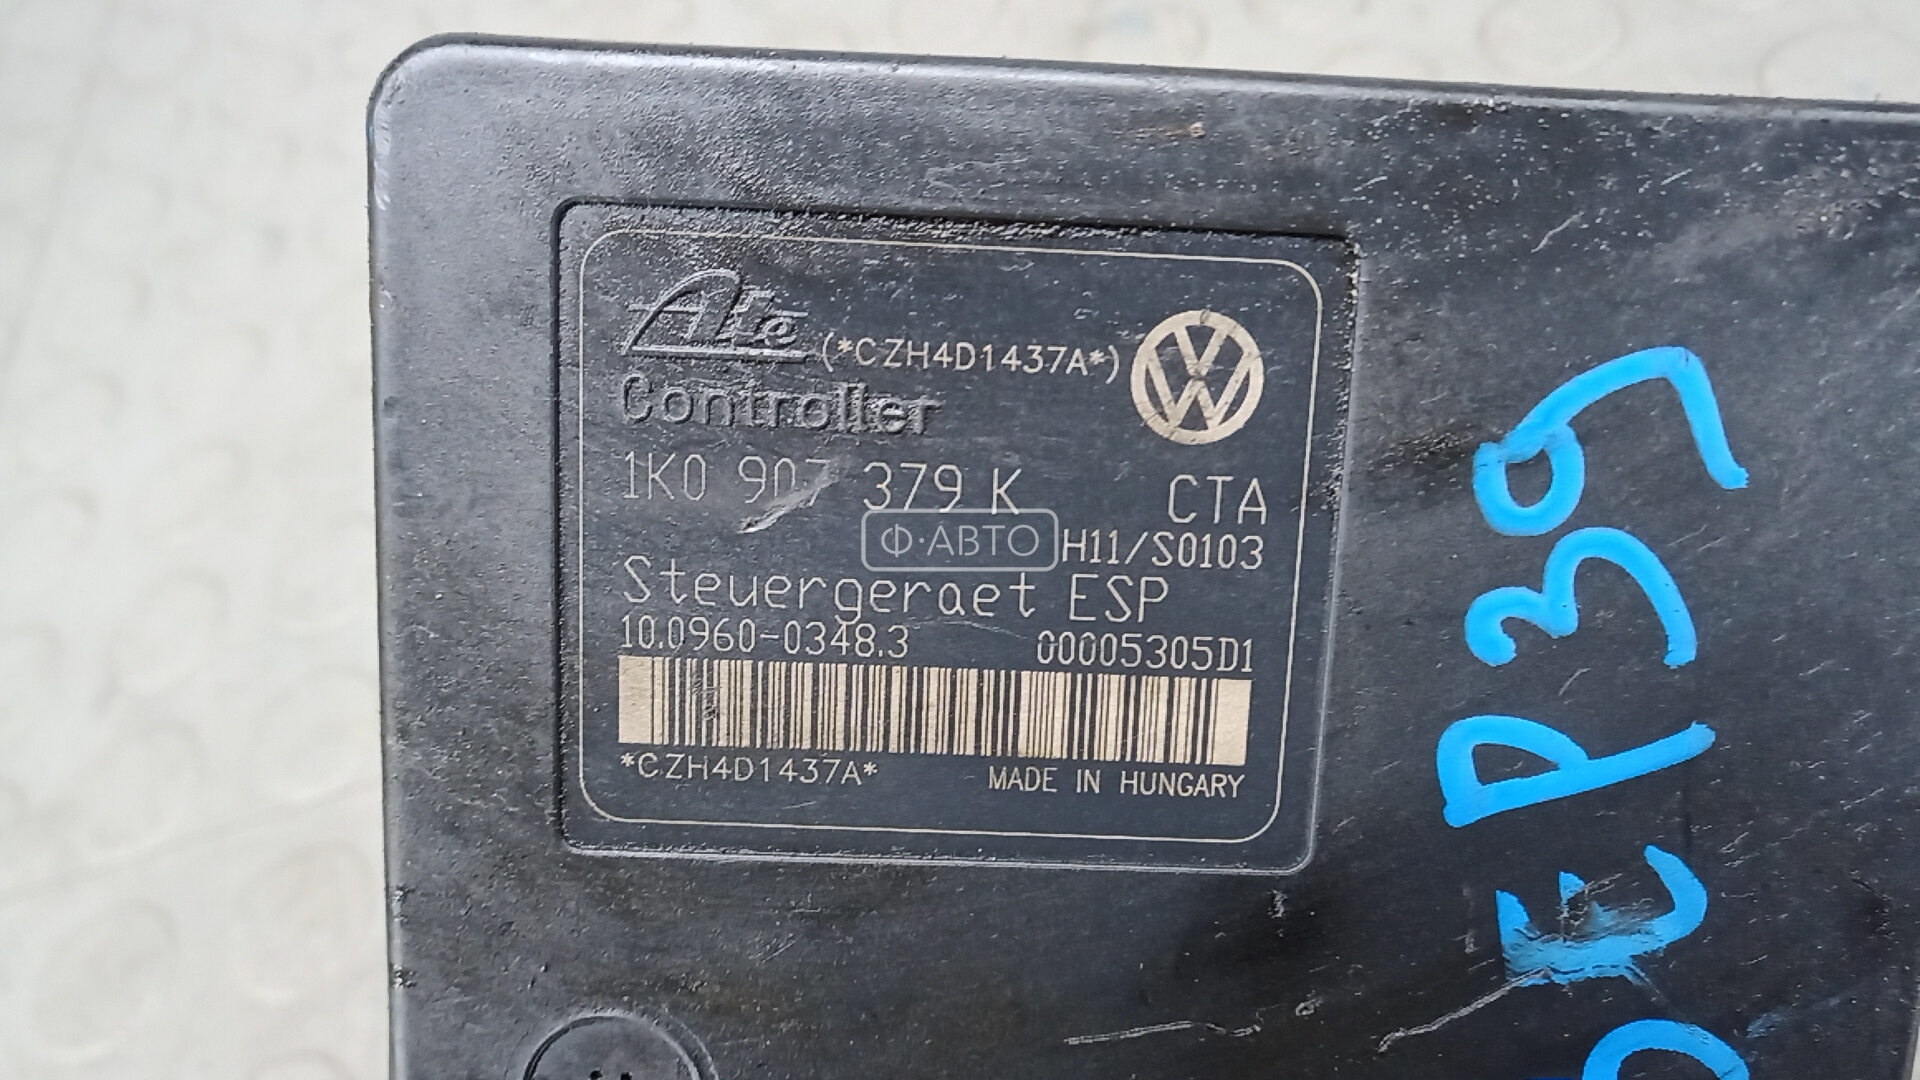 Ate (*CZH4D1437A*)
Controller
1K0 907 379 K CTA
H11/S0103
Ф·АВТО
Steuergeraet ESP
10.0960-0348.3 00005305D1
*CZH4D1437A*
MADE IN HUNGARY